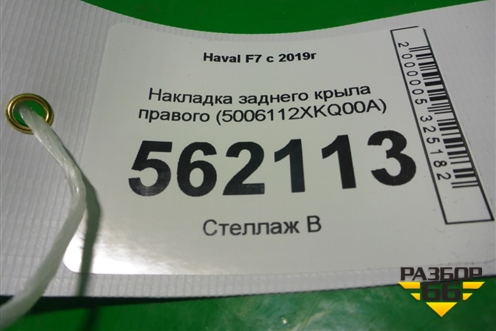 Haval F7 с 2019г
Накладка заднего крыла
правого (5006112XKQ00A)
562113
Стеллаж В
2000005325182
РАЗБОР
66